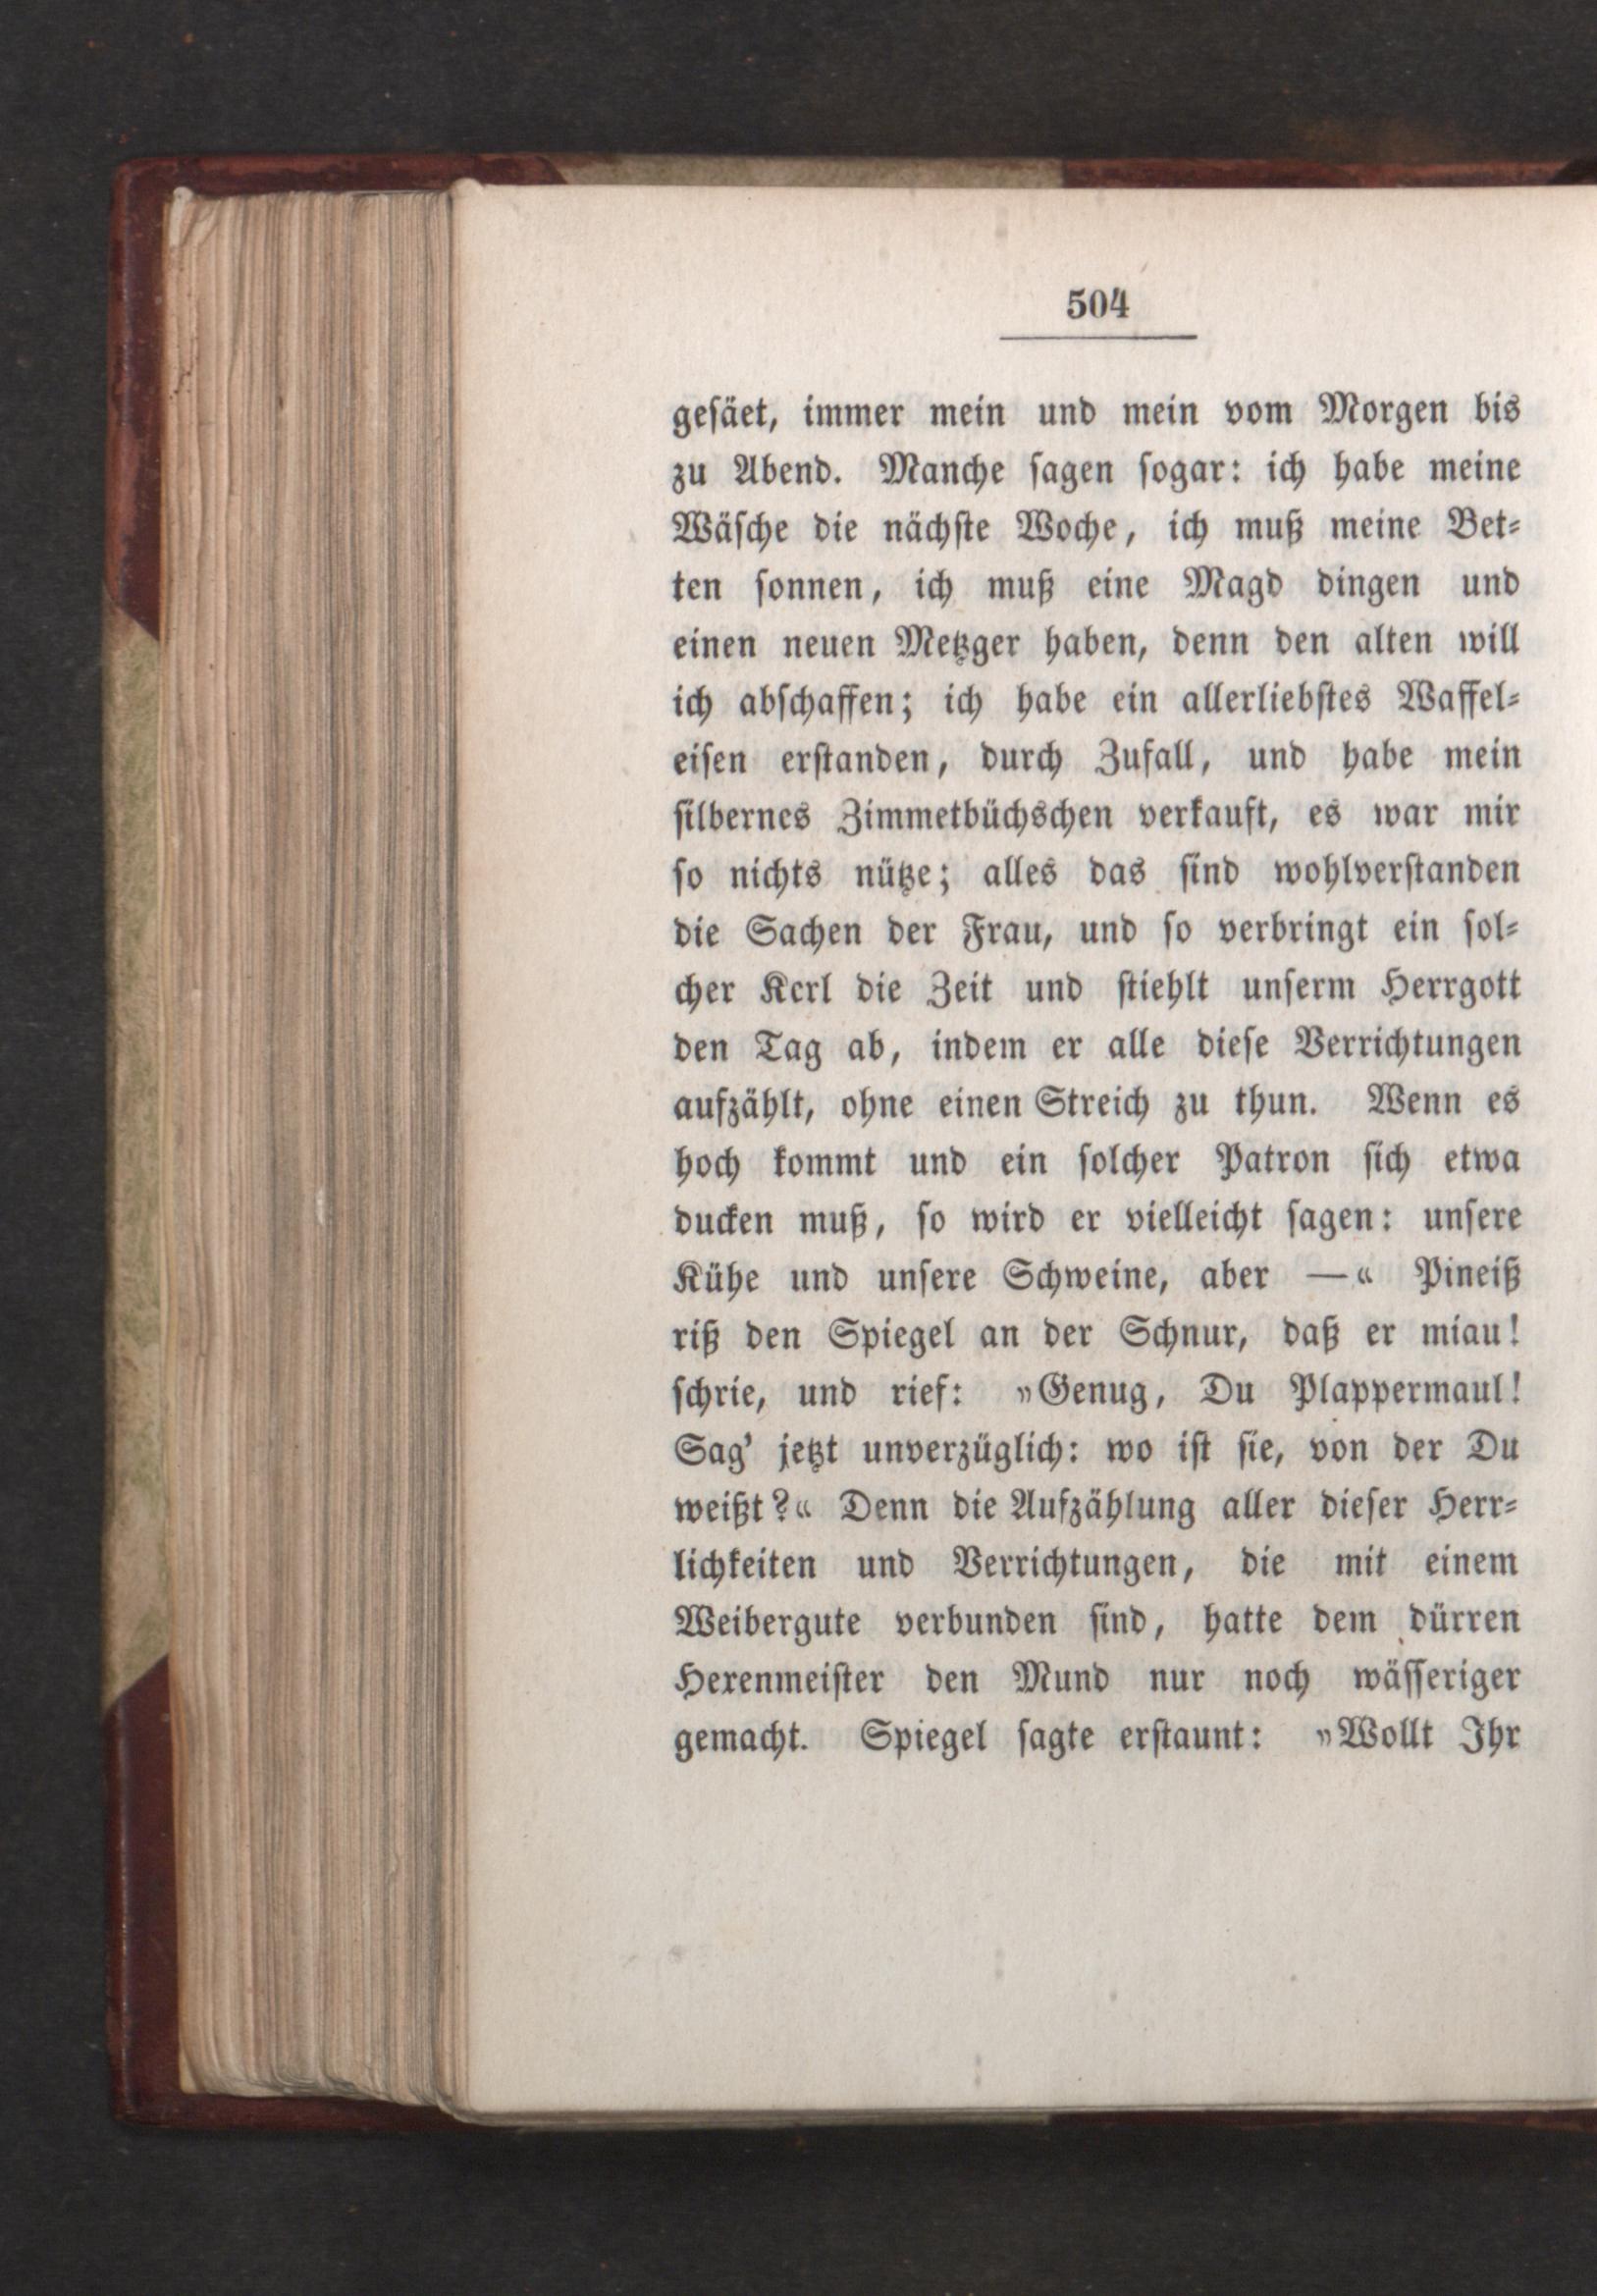 504
gesäet, immer mein und mein vom Morgen bis
zu Abend. Manche sagen sogar: ich habe meine
Wäsche die nächste Woche, ich muß meine Bet-
ten sonnen, ich muß eine Magd dingen und
einen neuen Metzger haben, denn den alten will
ich abschaffen; ich habe ein allerliebstes Waffel-
eisen erstanden, durch Zufall, und habe mein
silbernes Zimmetbüchschen verkauft, es war mir
so nichts nütze; alles das sind wohlverstanden
die Sachen der Frau, und so verbringt ein sol-
cher Kerl die Zeit und stiehlt unserm Herrgott
den Tag ab, indem er alle diese Verrichtungen
aufzählt, ohne einen Streich zu thun. Wenn es
hoch kommt und ein solcher Patron sich etwa
ducken muß, so wird er vielleicht sagen: unsere
Kühe und unsere Schweine, aber —« Pineiß
riß den Spiegel an der Schnur, daß er miau!
schrie, und rief: »Genug, Du Plappermaul!
Sag' jetzt unverzüglich: wo ist sie, von der Du
weißt?« Denn die Aufzählung aller dieser Herr-
lichkeiten und Verrichtungen, die mit einem
Weibergute verbunden sind, hatte dem dürren
Hexenmeister den Mund nur noch wässeriger
gemacht. Spiegel sagte erstaunt: »Wollt Ihr